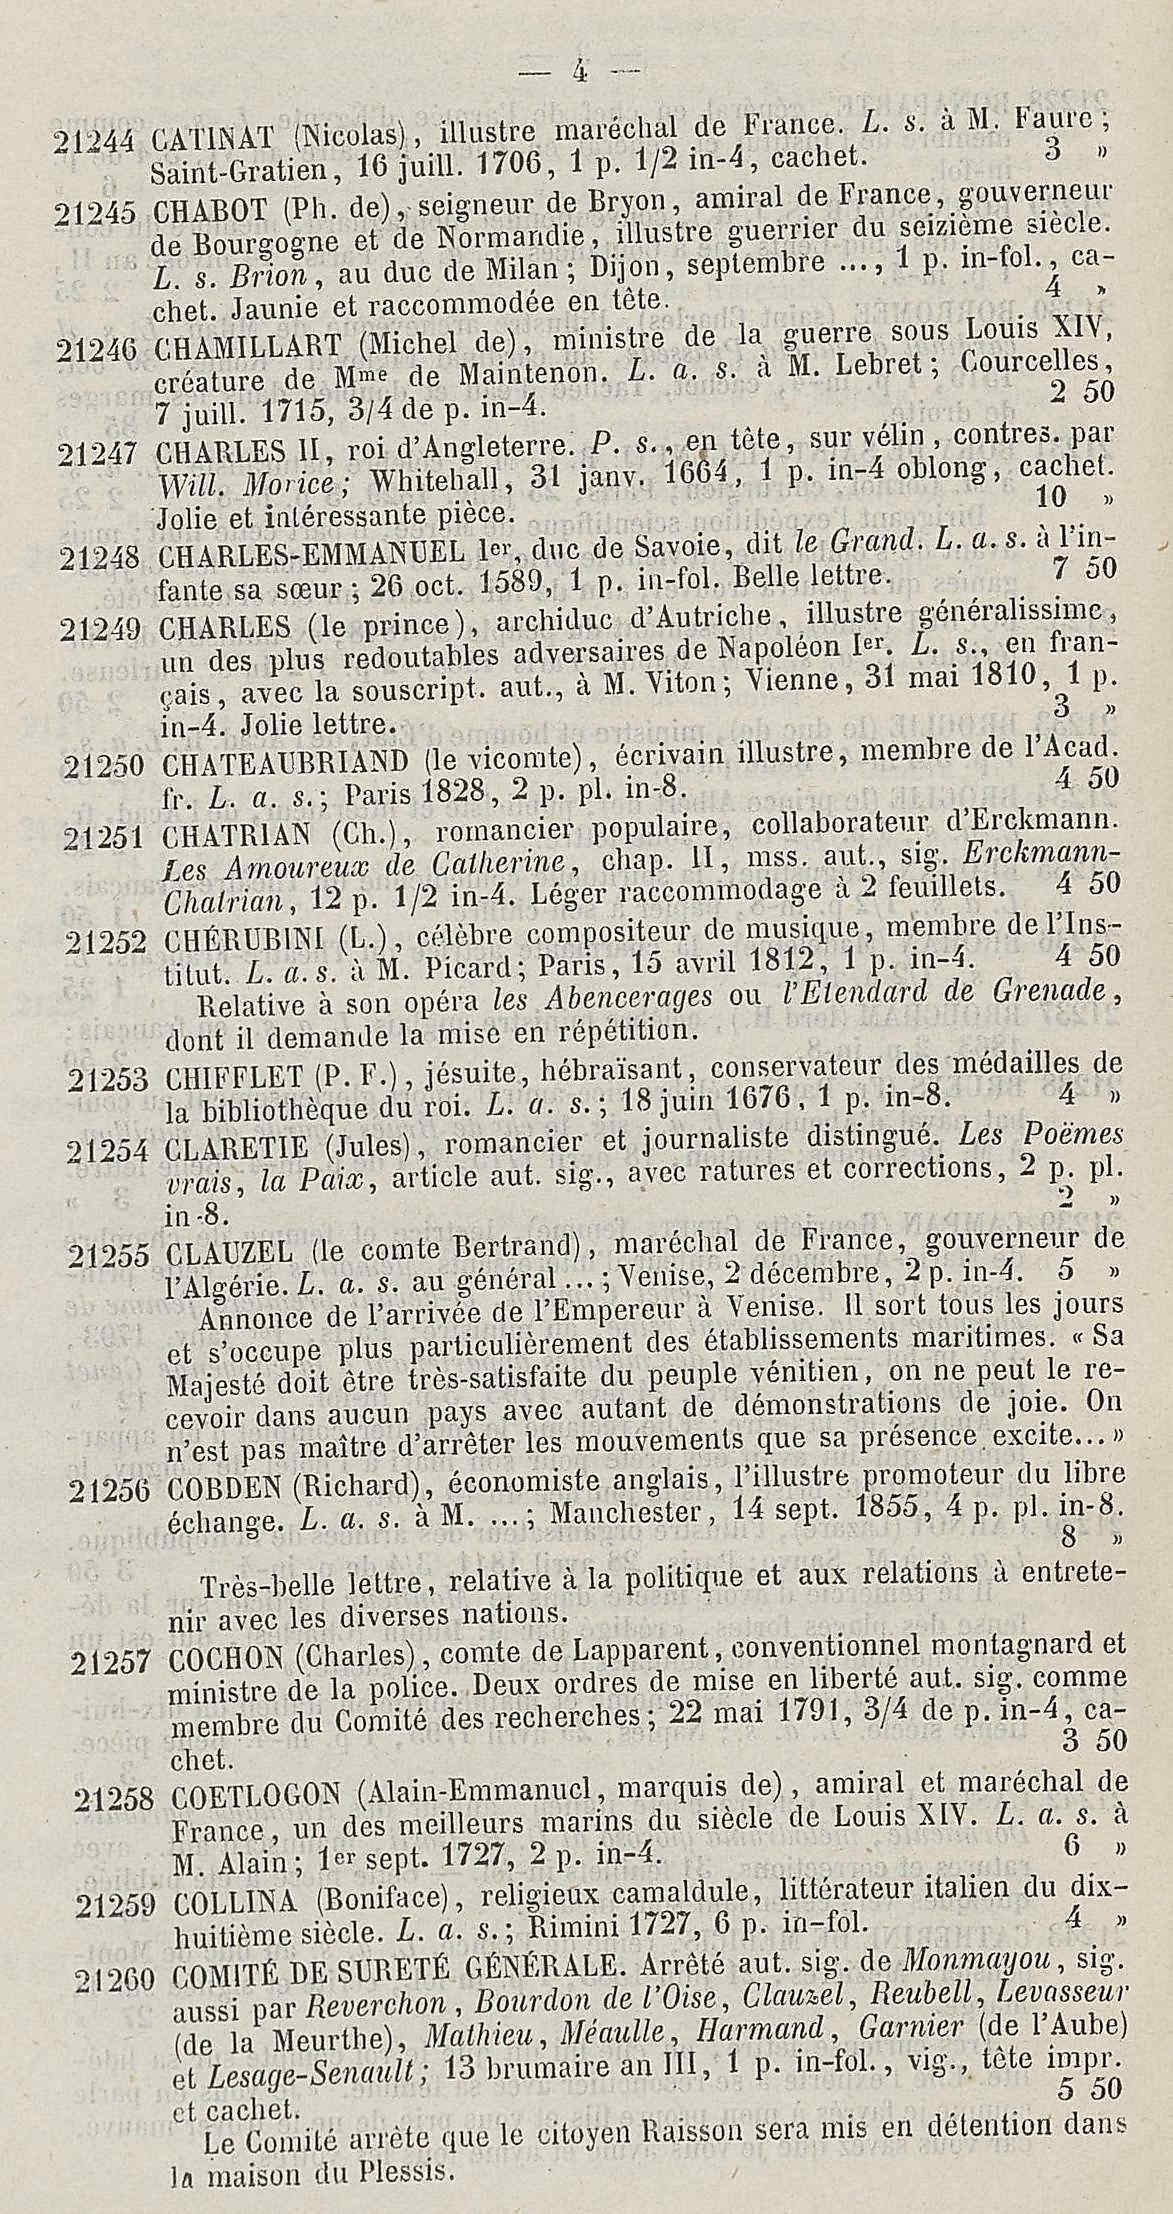 — 4 —
21244 CATINAT (Nicolas), illustre maréchal de France. L. s. à M. Faure;
Saint-Gratien, 16 juill. 1706, 1 p. 1/2 in-4, cachet. 3 »
21245 CHABOT (Ph. de), seigneur de Bryon, amiral de France, gouverneur
de Bourgogne et de Normandie, illustre guerrier du seizième siècle.
L. s. Brion, au duc de Milan; Dijon, septembre ..., 1 p. in-fol., ca-
chet. Jaunie et raccommodée en tête. 4 »
21246 CHAMILLART (Michel de), ministre de la guerre sous Louis XIV,
créature de Mme de Maintenon. L. a. s. à M. Lebret; Courcelles,
7 juill. 1715, 3/4 de p. in-4. 2 50
21247 CHARLES II, roi d'Angleterre. P. s., en tête, sur vélin, contres. par
Will. Morice; Whitehall, 31 janv. 1664, 1 p. in-4 oblong, cachet.
Jolie et intéressante pièce. 10 »
21248 CHARLES-EMMANUEL Ier, duc de Savoie, dit le Grand. L. a. s. à l'in-
fante sa sœur; 26 oct. 1589, 1 p. in-fol. Belle lettre. 7 50
21249 CHARLES (le prince), archiduc d'Autriche, illustre généralissime,
un des plus redoutables adversaires de Napoléon Ier. L. s., en fran-
çais, avec la souscript. aut., à M. Viton; Vienne, 31 mai 1810, 1 p.
in-4. Jolie lettre. 3 »
21250 CHATEAUBRIAND (le vicomte), écrivain illustre, membre de l'Acad.
fr. L. a. s.; Paris 1828, 2 p. pl. in-8. 4 50
21251 CHATRIAN (Ch.), romancier populaire, collaborateur d'Erckmann.
Les Amoureux de Catherine, chap. II, mss. aut., sig. Erckmann-
Chatrian, 12 p. 1/2 in-4. Léger raccommodage à 2 feuillets. 4 50
21252 CHÉRUBINI (L.), célèbre compositeur de musique, membre de l'Ins-
titut. L. a. s. à M. Picard; Paris, 15 avril 1812, 1 p. in-4. 4 50
Relative à son opéra les Abencerages ou l'Etendard de Grenade,
dont il demande la mise en répétition.
21253 CHIFFLET (P. F.), jésuite, hébraïsant, conservateur des médailles de
la bibliothèque du roi. L. a. s.; 18 juin 1676, 1 p. in-8. 4 »
21254 CLARETIE (Jules), romancier et journaliste distingué. Les Poëmes
vrais, la Paix, article aut. sig., avec ratures et corrections, 2 p. pl.
in-8. 2 »
21255 CLAUZEL (le comte Bertrand), maréchal de France, gouverneur de
l'Algérie. L. a. s. au général ...; Venise, 2 décembre, 2 p. in-4. 5 »
Annonce de l'arrivée de l'Empereur à Venise. Il sort tous les jours
et s'occupe plus particulièrement des établissements maritimes. « Sa
Majesté doit être très-satisfaite du peuple vénitien, on ne peut le re-
cevoir dans aucun pays avec autant de démonstrations de joie. On
n'est pas maître d'arrêter les mouvements que sa présence excite... »
21256 COBDEN (Richard), économiste anglais, l'illustre promoteur du libre
échange. L. a. s. à M. ...; Manchester, 14 sept. 1855, 4 p. pl. in-8.
8 »
Très-belle lettre, relative à la politique et aux relations à entrete-
nir avec les diverses nations.
21257 COCHON (Charles), comte de Lapparent, conventionnel montagnard et
ministre de la police. Deux ordres de mise en liberté aut. sig. comme
membre du Comité des recherches; 22 mai 1791, 3/4 de p. in-4, ca-
chet. 3 50
21258 COETLOGON (Alain-Emmanuel, marquis de), amiral et maréchal de
France, un des meilleurs marins du siècle de Louis XIV. L. a. s. à
M. Alain; 1er sept. 1727, 2 p. in-4. 6 »
21259 COLLINA (Boniface), religieux camaldule, littérateur italien du dix-
huitième siècle. L. a. s.; Rimini 1727, 6 p. in-fol. 4 »
21260 COMITÉ DE SURETÉ GÉNÉRALE. Arrêté aut. sig. de Monmayou, sig.
aussi par Reverchon, Bourdon de l'Oise, Clauzel, Reubell, Levasseur
(de la Meurthe), Mathieu, Méaulle, Harmand, Garnier (de l'Aube)
et Lesage-Senault; 13 brumaire an III, 1 p. in-fol., vig., tête impr.
et cachet. 5 50
Le Comité arrète que le citoyen Raisson sera mis en détention dans
la maison du Plessis.